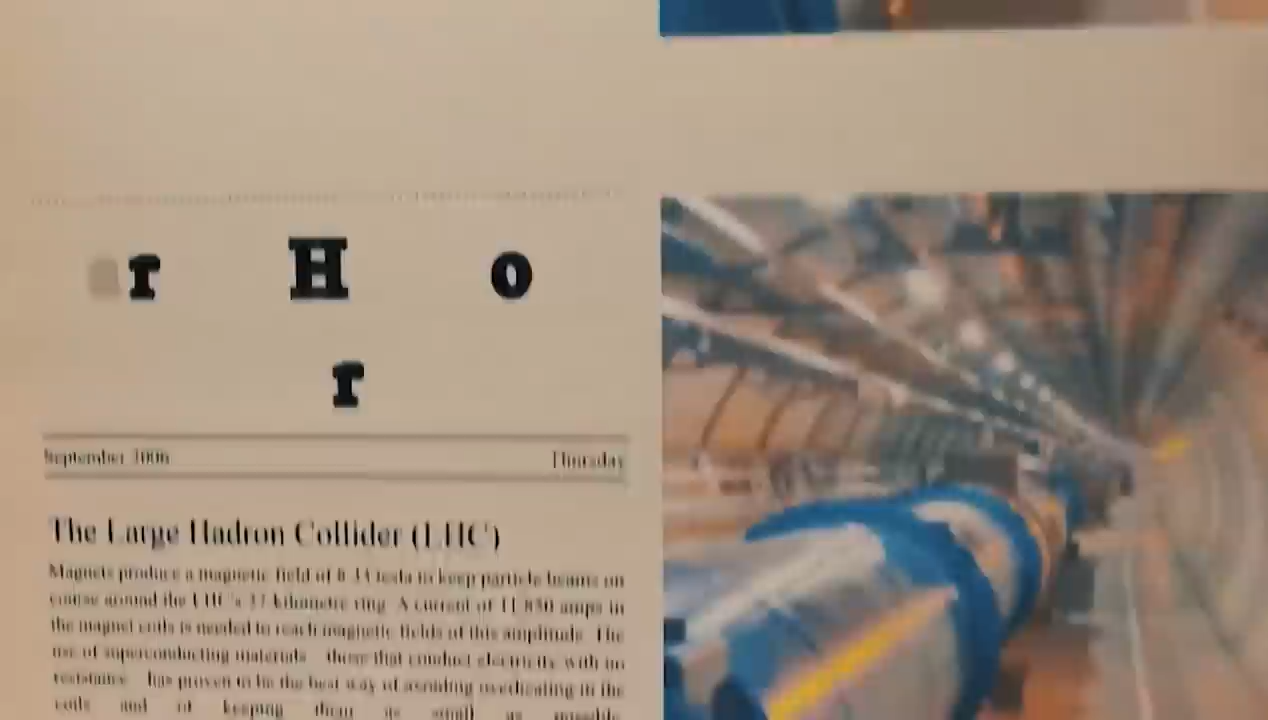 r H o
r
September 2006 Thursday
The Large Hadron Collider (LHC)
Magnets produce a magnetic field of 8.33 tesla to keep particle beams on
course around the LHC's 27-kilometre ring. A current of 11,850 amps in
the magnet coils is needed to reach magnetic fields of this amplitude. The
use of superconducting materials those that conduct electricity with no
resistance has proven to be the best way of avoiding overheating in the
coils and of keeping them as small as possible.